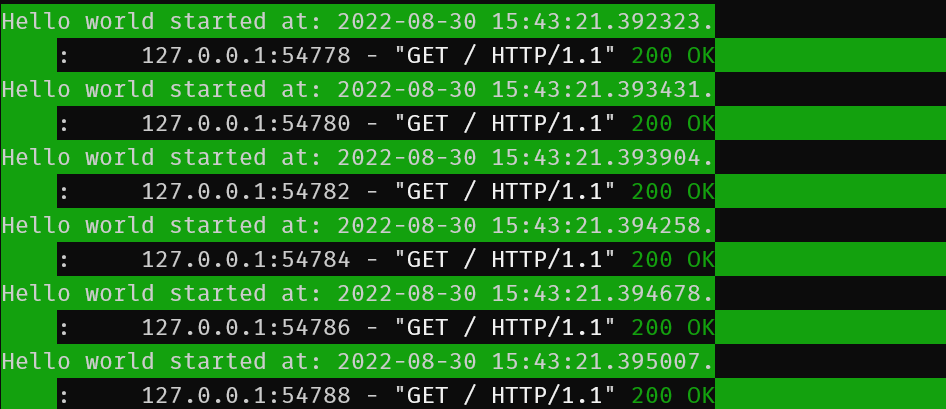 Hello world started at: 2022-08-30 15:43:21.392323.
: 127.0.0.1:54778 - "GET / HTTP/1.1" 200 OK
Hello world started at: 2022-08-30 15:43:21.393431.
: 127.0.0.1:54780 - "GET / HTTP/1.1" 200 OK
Hello world started at: 2022-08-30 15:43:21.393904.
: 127.0.0.1:54782 - "GET / HTTP/1.1" 200 OK
Hello world started at: 2022-08-30 15:43:21.394258.
: 127.0.0.1:54784 - "GET / HTTP/1.1" 200 OK
Hello world started at: 2022-08-30 15:43:21.394678.
: 127.0.0.1:54786 - "GET / HTTP/1.1" 200 OK
Hello world started at: 2022-08-30 15:43:21.395007.
: 127.0.0.1:54788 - "GET / HTTP/1.1" 200 OK